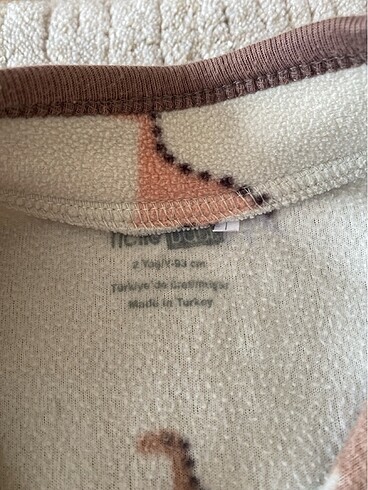 2 Yaş/Y-93 cm
Türkiye'de üretilmiştir
Made in Turkey